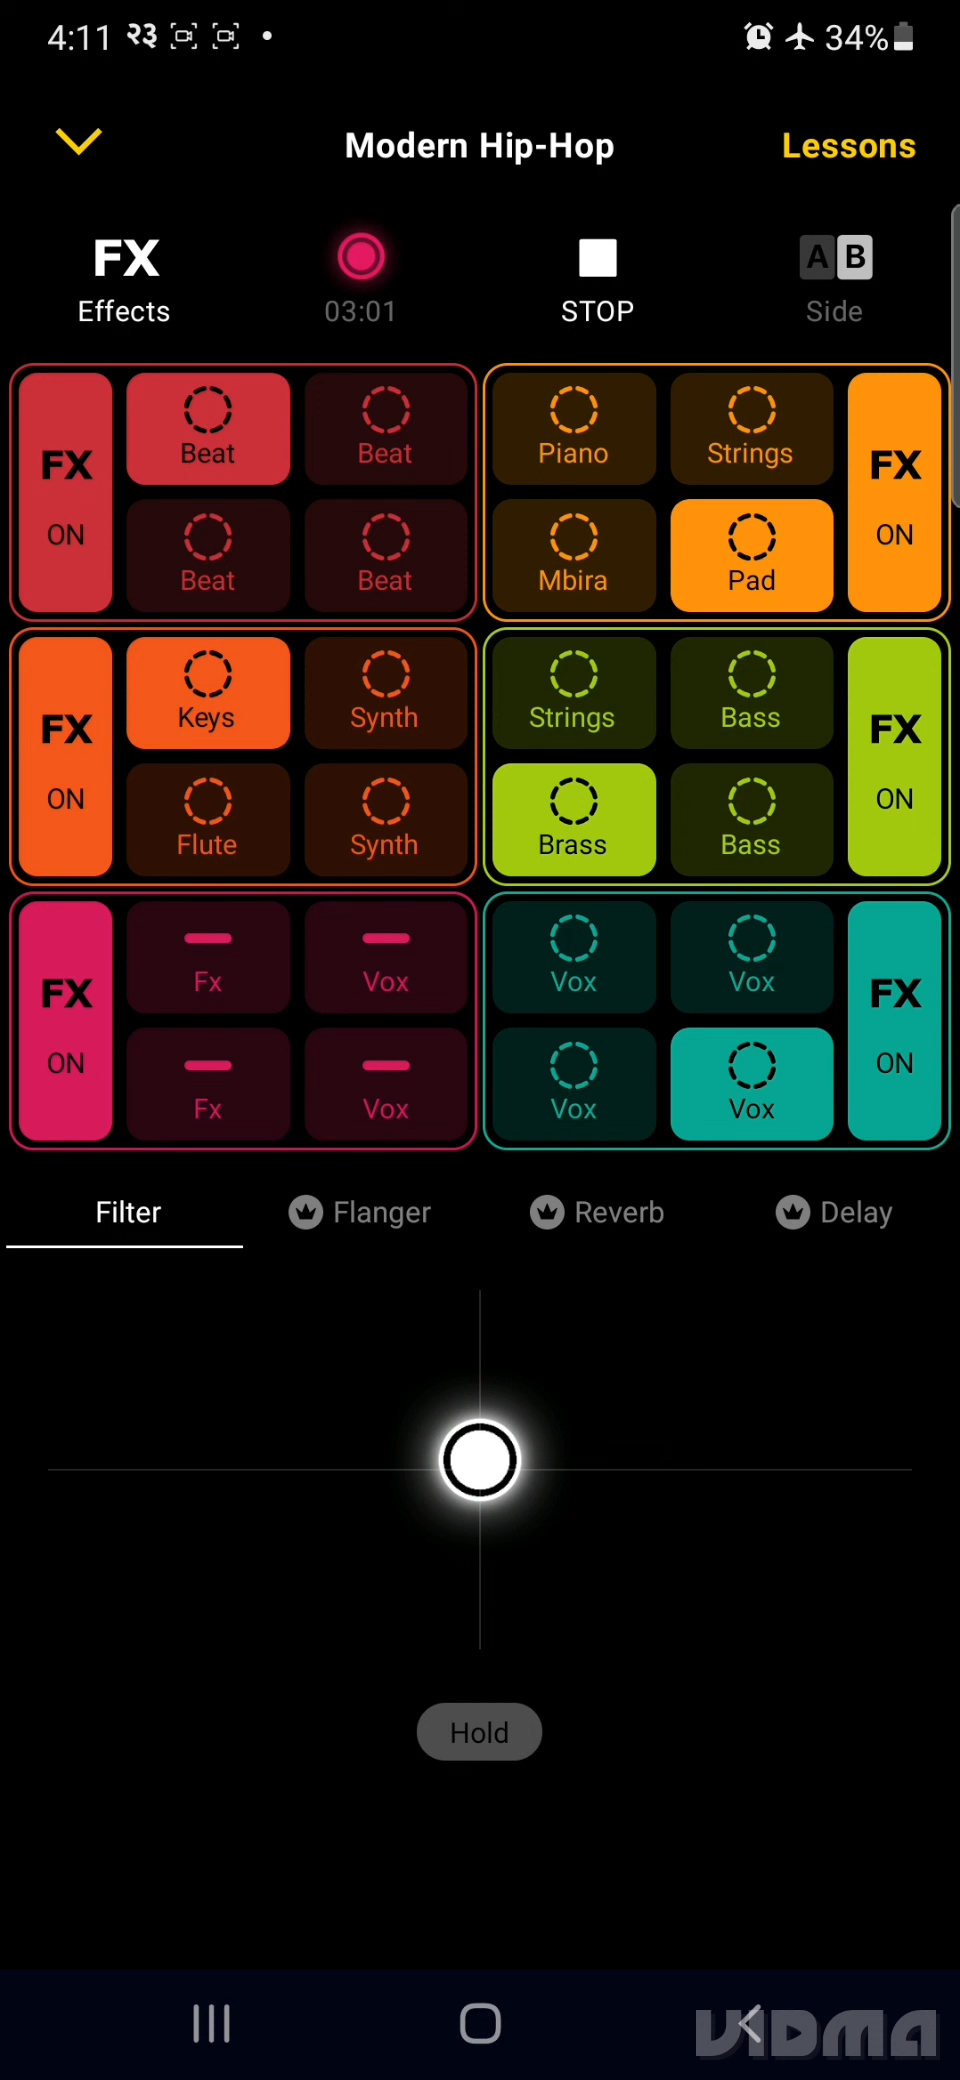 4:11 २३ 34%
Modern Hip-Hop Lessons
FX A B
Effects 03:01 STOP Side
Beat Beat Piano Strings
FX FX
ON ON
Beat Beat Mbira Pad
Keys Synth Strings Bass
FX FX
ON ON
Flute Synth Brass Bass
Fx Vox Vox Vox
FX FX
ON ON
Fx Vox Vox Vox
Filter Flanger Reverb Delay
Hold
VIDMA